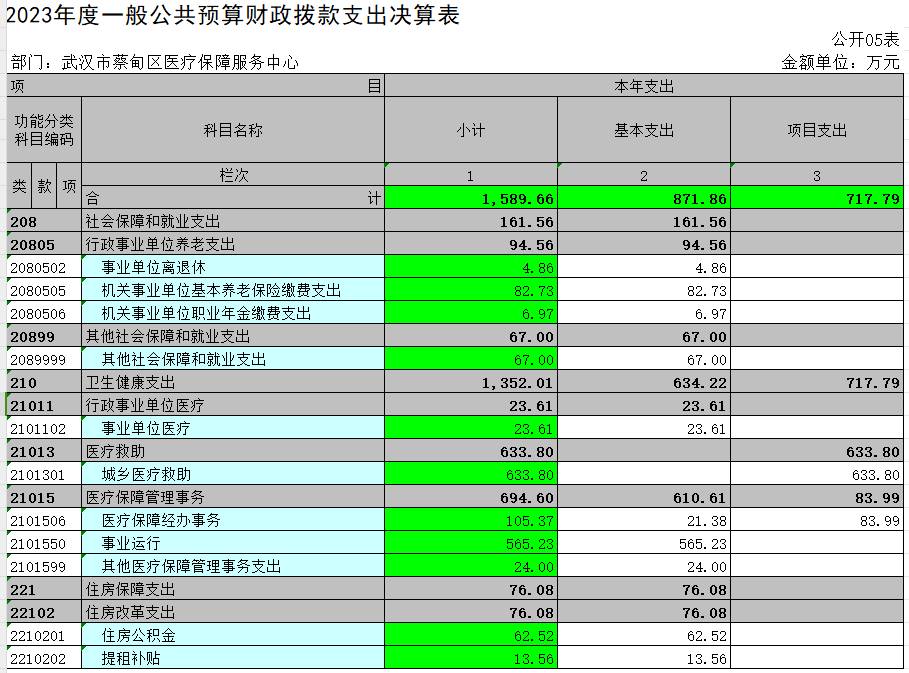 2023年度一般公共预算财政拨款支出决算表
公开05表
部门：武汉市蔡甸区医疗保障服务中心 金额单位：万元
项 目 本年支出
功能分类科目编码 科目名称 小计 基本支出 项目支出
类 款 项 栏次 1 2 3
合 计 1,589.66 871.86 717.79
208 社会保障和就业支出 161.56 161.56
20805 行政事业单位养老支出 94.56 94.56
2080502 事业单位离退休 4.86 4.86
2080505 机关事业单位基本养老保险缴费支出 82.73 82.73
2080506 机关事业单位职业年金缴费支出 6.97 6.97
20899 其他社会保障和就业支出 67.00 67.00
2089999 其他社会保障和就业支出 67.00 67.00
210 卫生健康支出 1,352.01 634.22 717.79
21011 行政事业单位医疗 23.61 23.61
2101102 事业单位医疗 23.61 23.61
21013 医疗救助 633.80 633.80
2101301 城乡医疗救助 633.80 633.80
21015 医疗保障管理事务 694.60 610.61 83.99
2101506 医疗保障经办事务 105.37 21.38 83.99
2101550 事业运行 565.23 565.23
2101599 其他医疗保障管理事务支出 24.00 24.00
221 住房保障支出 76.08 76.08
22102 住房改革支出 76.08 76.08
2210201 住房公积金 62.52 62.52
2210202 提租补贴 13.56 13.56